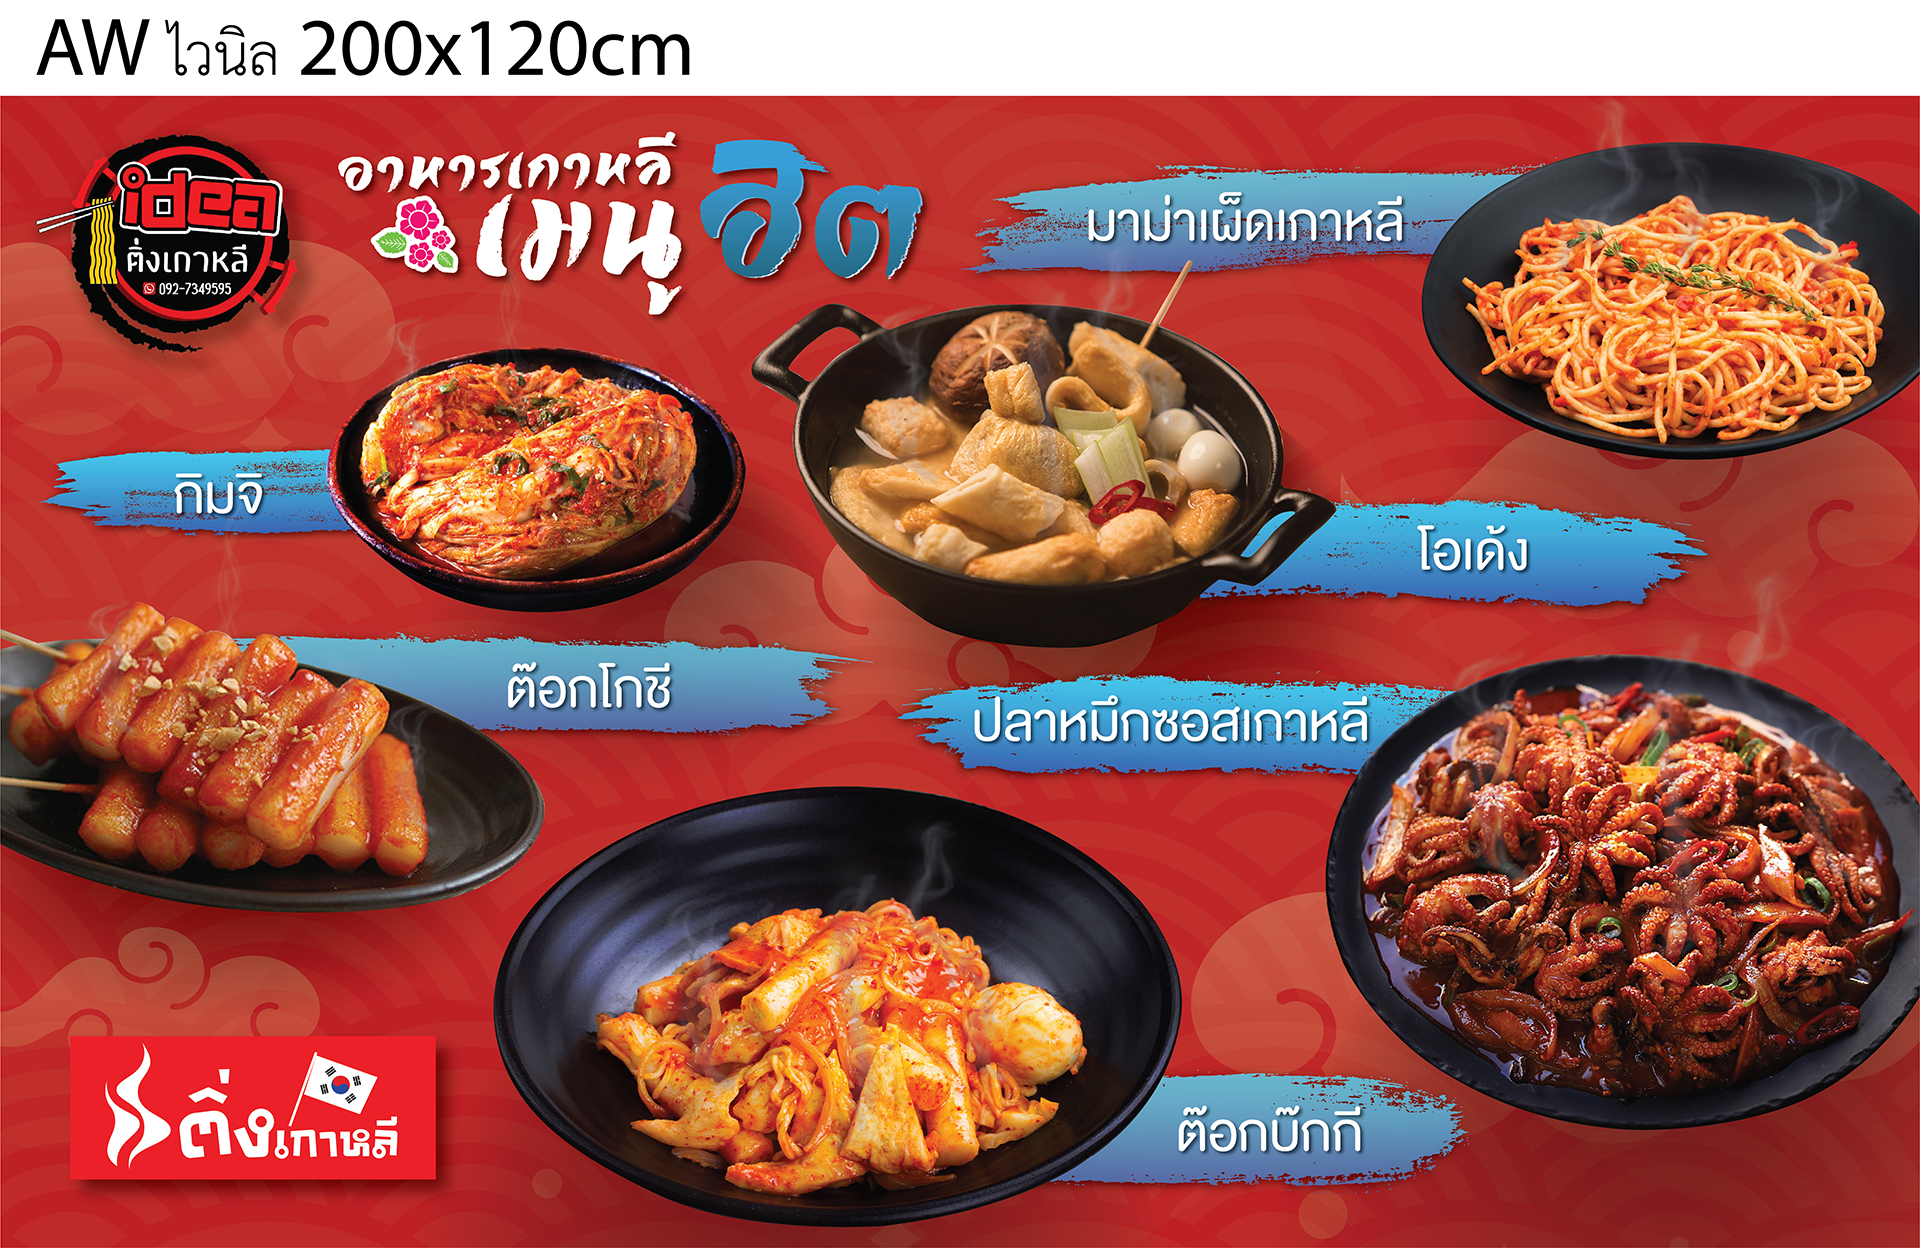 AW ไวนิล 200x120cm
idea
ติ่งเกาหลี
092-7349595
อาหารเกาหลี
เมนูฮิต
มาม่าเผ็ดเกาหลี
กิมจิ
โอเด้ง
ต๊อกโกชี
ปลาหมึกซอสเกาหลี
ต๊อกบ๊กกี
ติ่งเกาหลี